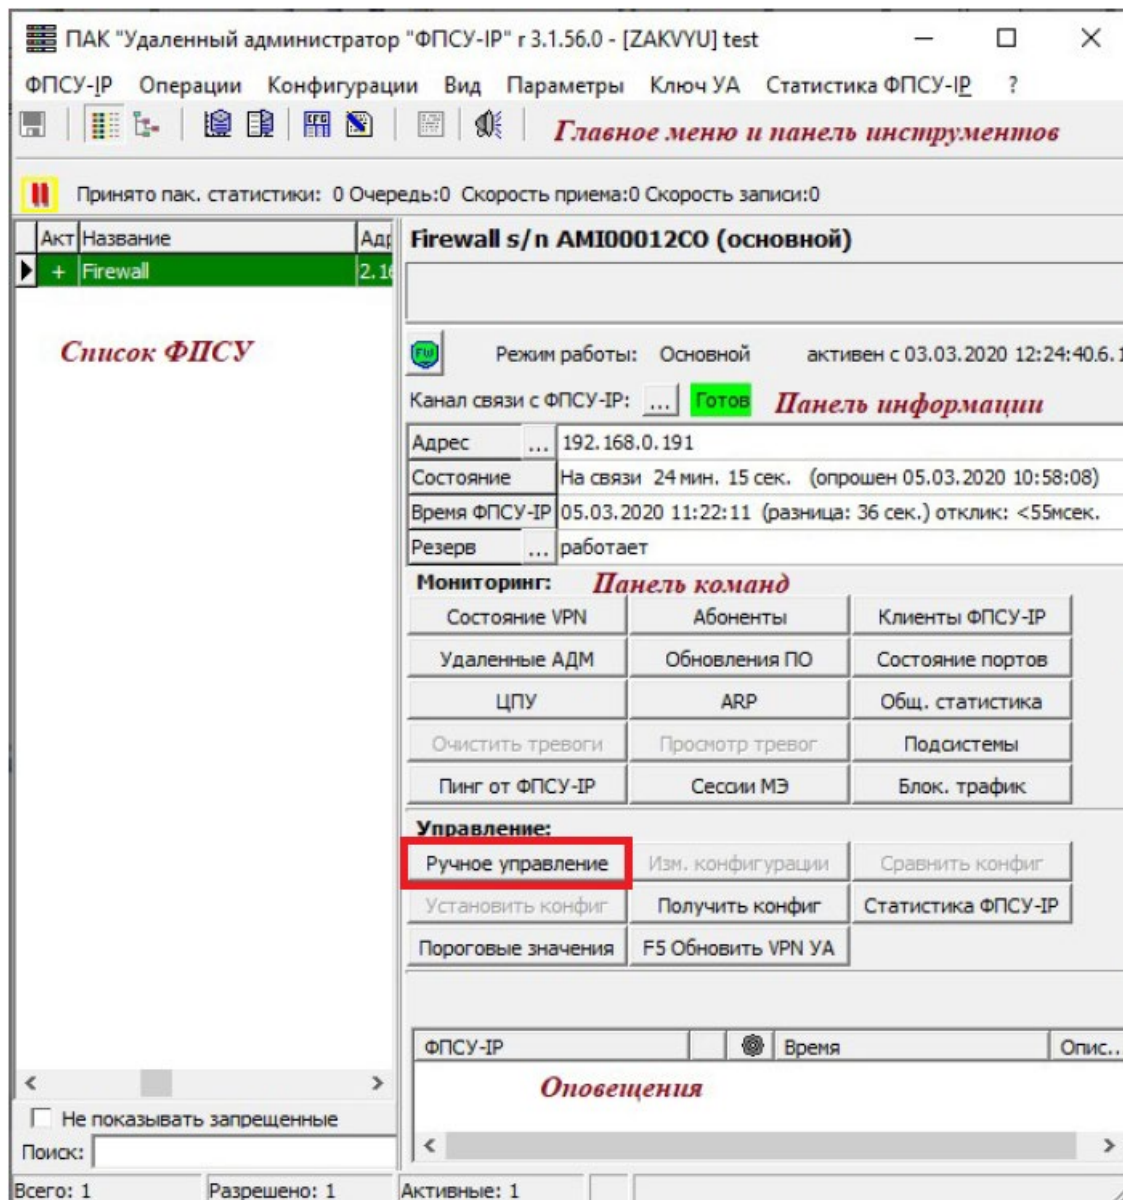 ПАК "Удаленный администратор "ФПСУ-IP" r 3.1.56.0 - [ZAKVYU] test
ФПСУ-IP Операции Конфигурации Вид Параметры Ключ УА Статистика ФПСУ-IP ?
Главное меню и панель инструментов
Принято пак. статистики: 0 Очередь:0 Скорость приема:0 Скорость записи:0
Акт Название Адр
+ Firewall 2.16
Список ФПСУ
Firewall s/n AMI00012CO (основной)
Режим работы: Основной активен с 03.03.2020 12:24:40.6.1
Канал связи с ФПСУ-IP: ... Готов Панель информации
Адрес ... 192.168.0.191
Состояние На связи 24 мин. 15 сек. (опрошен 05.03.2020 10:58:08)
Время ФПСУ-IP 05.03.2020 11:22:11 (разница: 36 сек.) отклик: <55мсек.
Резерв ... работает
Мониторинг: Панель команд
Состояние VPN Абоненты Клиенты ФПСУ-IP
Удаленные АДМ Обновления ПО Состояние портов
ЦПУ ARP Общ. статистика
Очистить тревоги Просмотр тревог Подсистемы
Пинг от ФПСУ-IP Сессии МЭ Блок. трафик
Управление:
Ручное управление Изм. конфигурации Сравнить конфиг
Установить конфиг Получить конфиг Статистика ФПСУ-IP
Пороговые значения F5 Обновить VPN УА
ФПСУ-IP Время Опис...
Оповещения
Не показывать запрещенные
Поиск:
Всего: 1 Разрешено: 1 Активные: 1